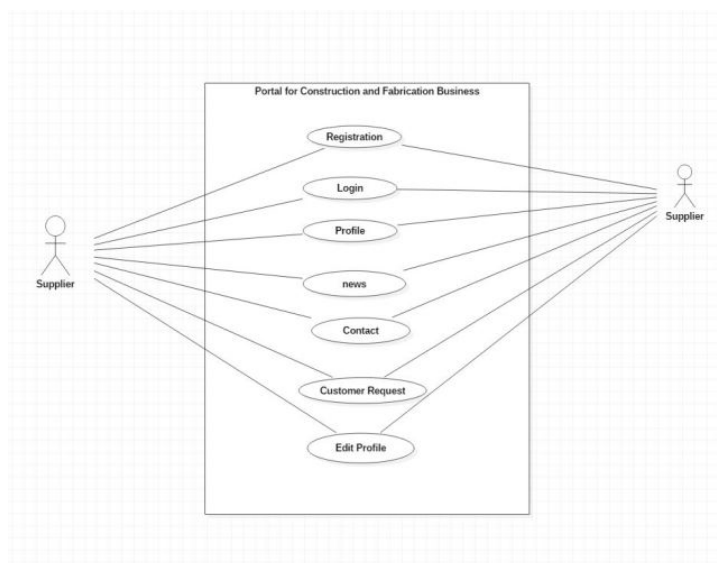 Portal for Construction and Fabrication Business
Registration
Login
Profile
Supplier
Supplier
news
Contact
Customer Request
Edit Profile